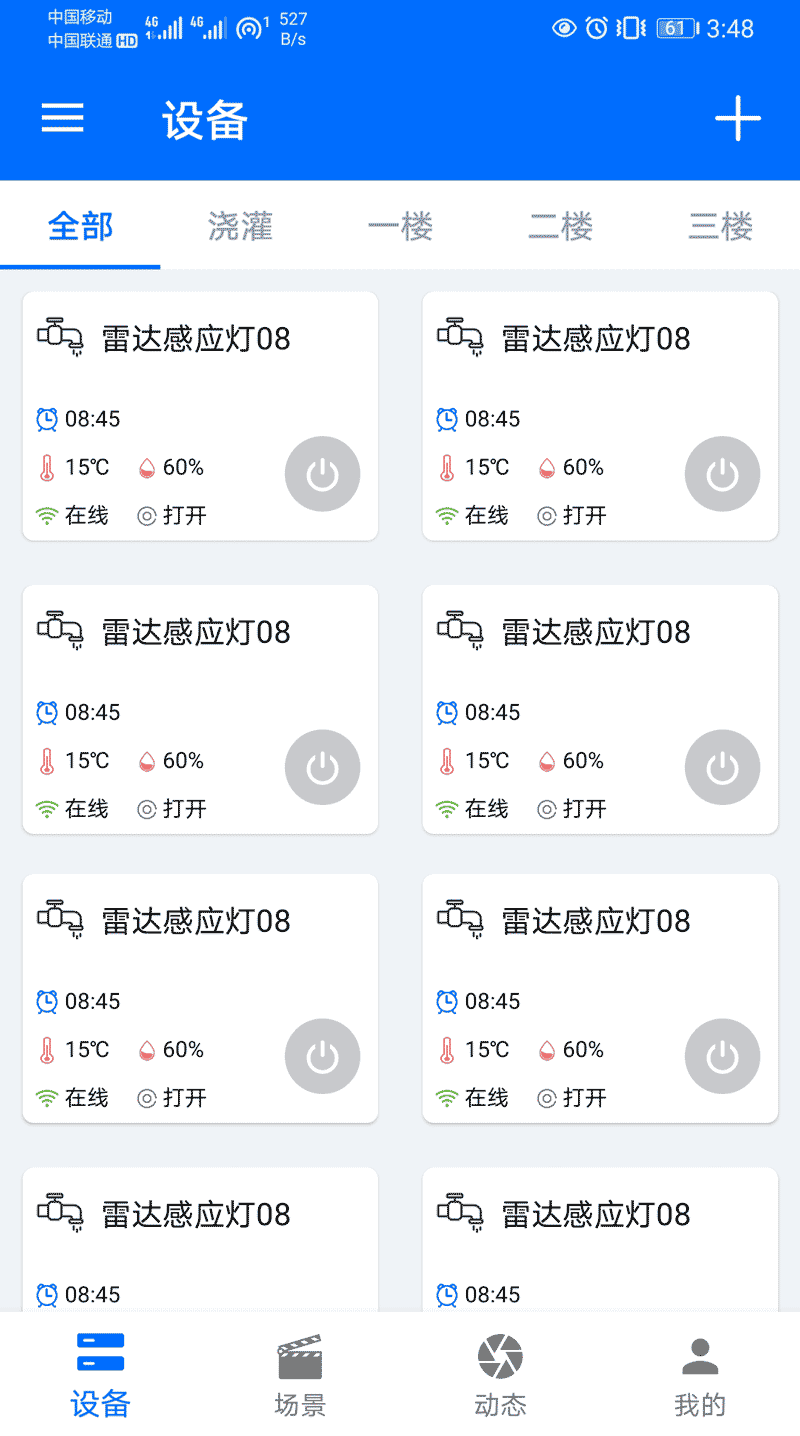 中国移动 4G 4G 1 527
中国联通 HD 1 B/s 61 3:48
设备
全部 浇灌 一楼 二楼 三楼
雷达感应灯08 雷达感应灯08
08:45 08:45
15℃ 60% 15℃ 60%
在线 打开 在线 打开
雷达感应灯08 雷达感应灯08
08:45 08:45
15℃ 60% 15℃ 60%
在线 打开 在线 打开
雷达感应灯08 雷达感应灯08
08:45 08:45
15℃ 60% 15℃ 60%
在线 打开 在线 打开
雷达感应灯08 雷达感应灯08
08:45 08:45
设备 场景 动态 我的